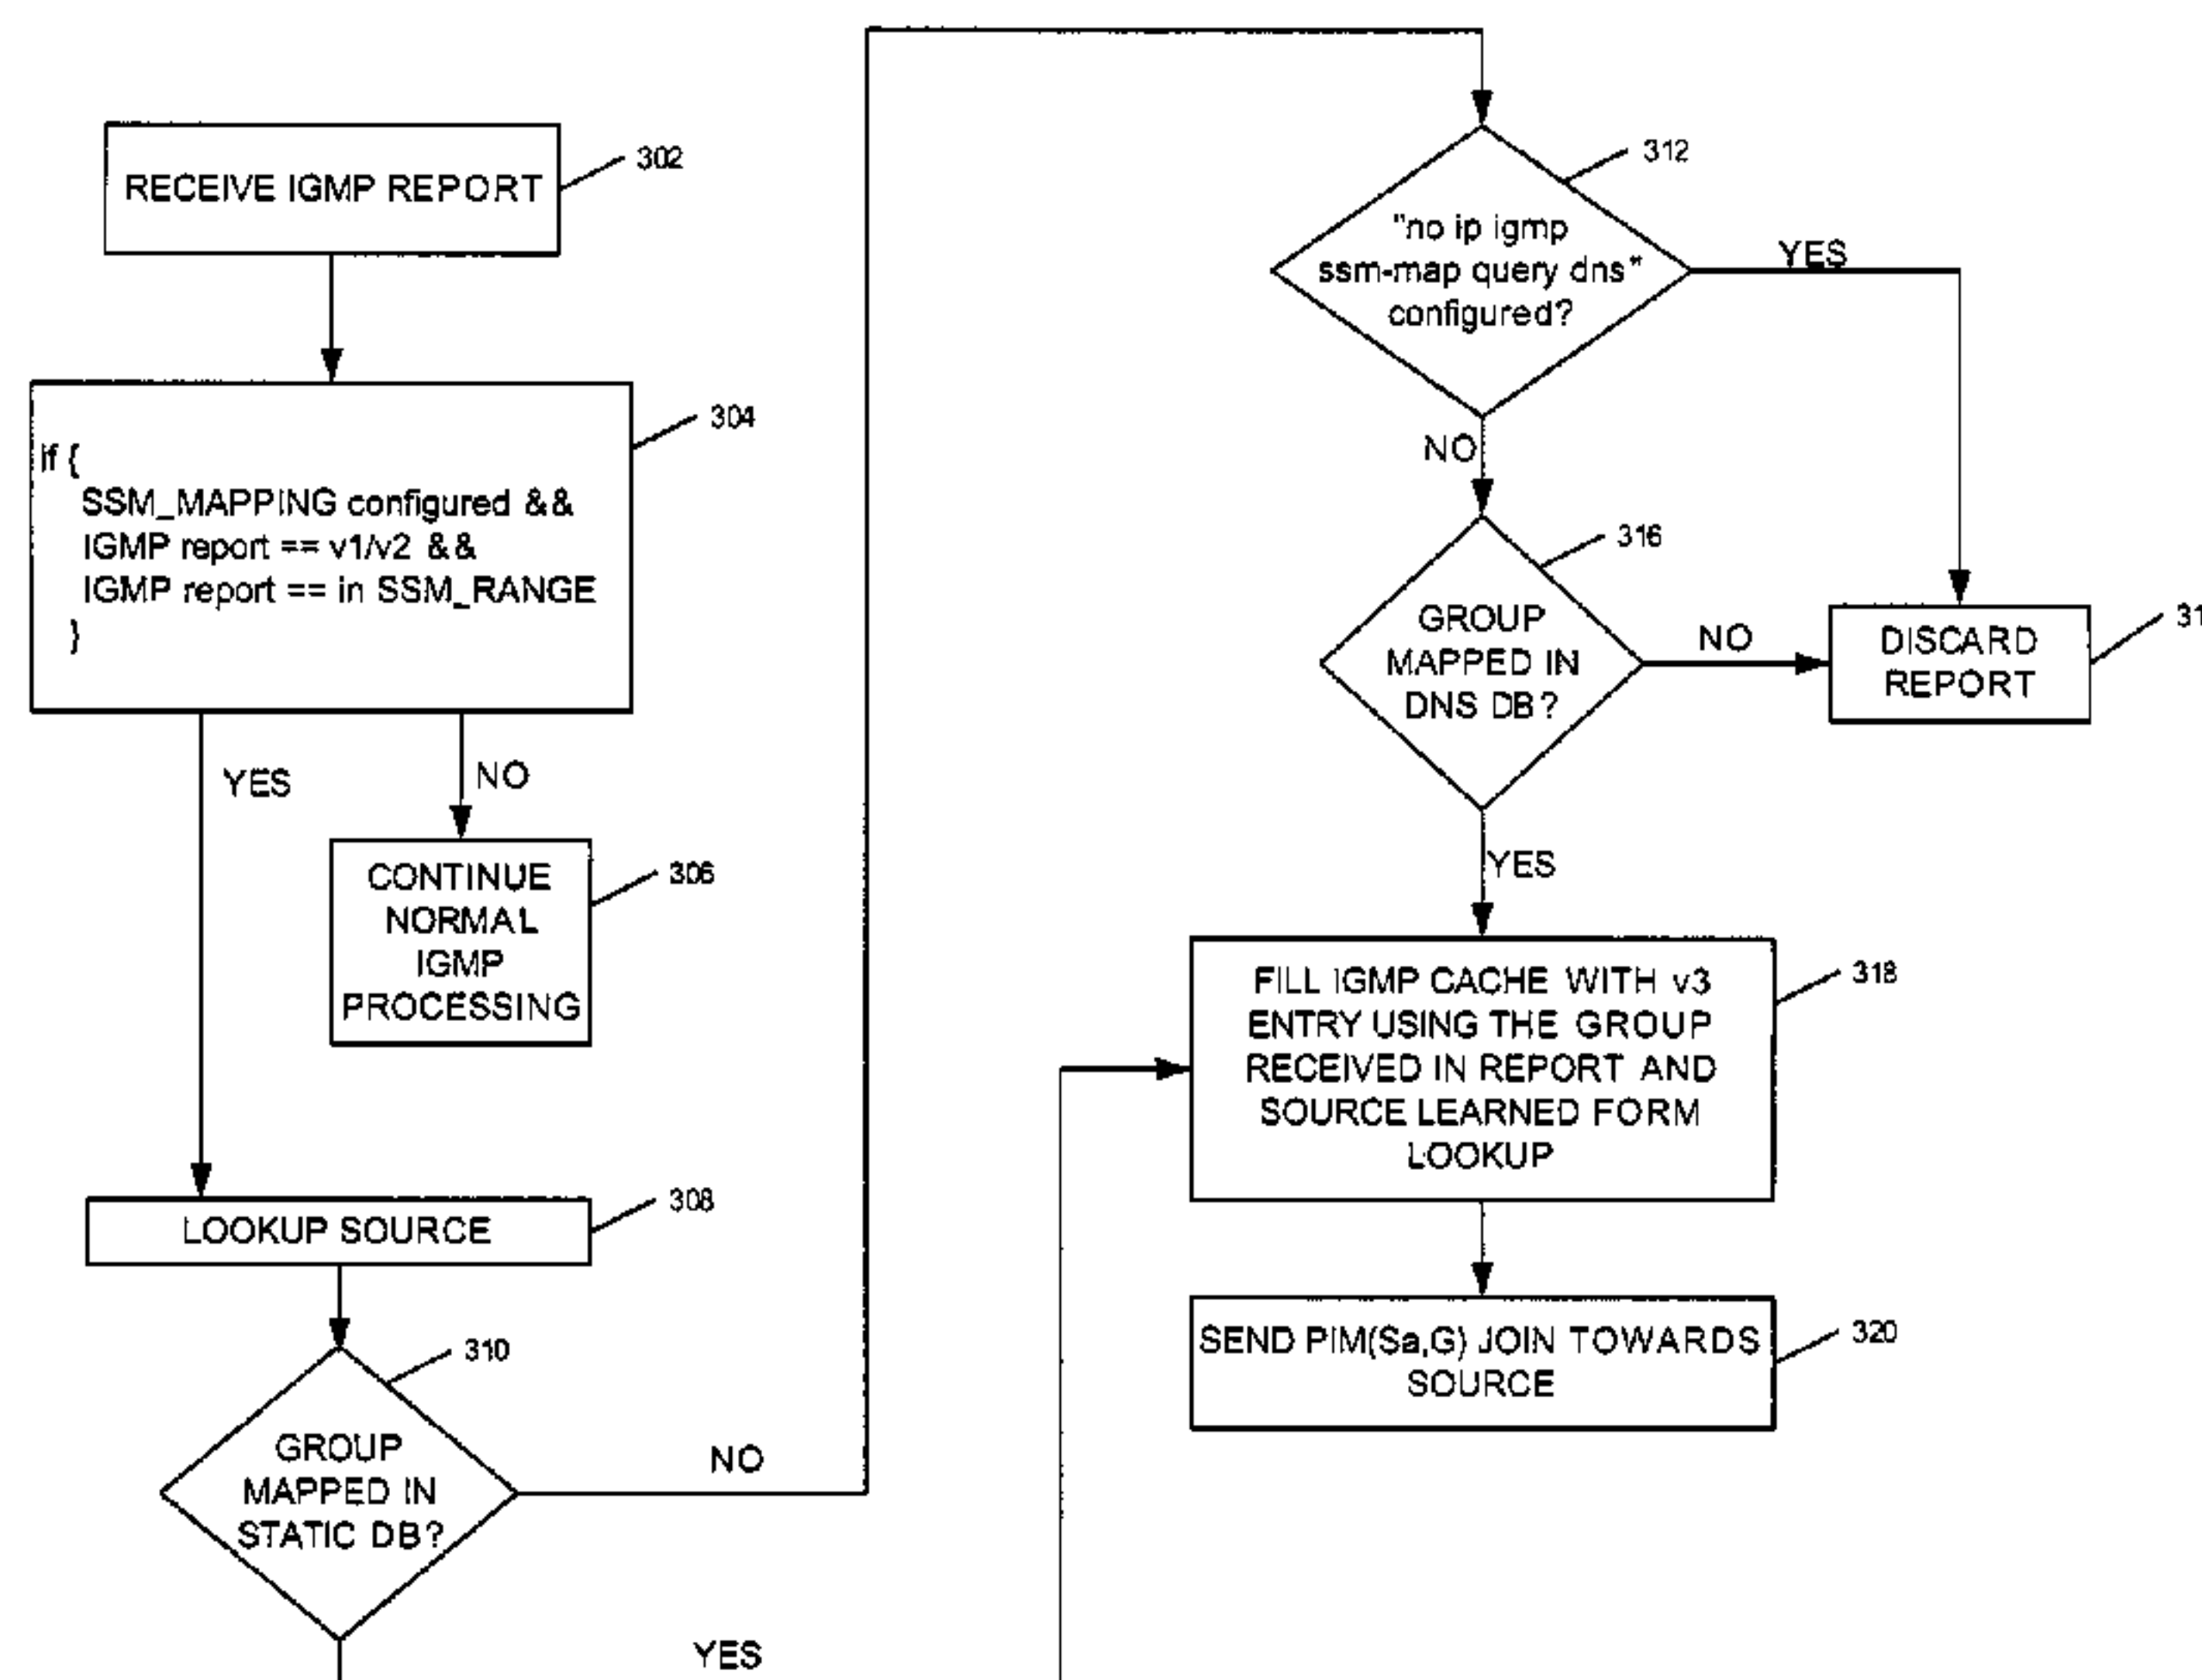 RECEIVE IGMP REPORT
302
if {
SSM_MAPPING configured &&
IGMP report == v1/v2 &&
IGMP report == in SSM_RANGE
}
304
YES
NO
CONTINUE
NORMAL
IGMP
PROCESSING
306
LOOKUP SOURCE
308
310
GROUP
MAPPED IN
STATIC DB?
NO
YES
312
"no ip igmp
ssm-map query dns"
configured?
YES
NO
316
GROUP
MAPPED IN
DNS DB?
NO
DISCARD
REPORT
YES
FILL IGMP CACHE WITH v3
ENTRY USING THE GROUP
RECEIVED IN REPORT AND
SOURCE LEARNED FORM
LOOKUP
318
SEND PIM(Sa,G) JOIN TOWARDS
SOURCE
320